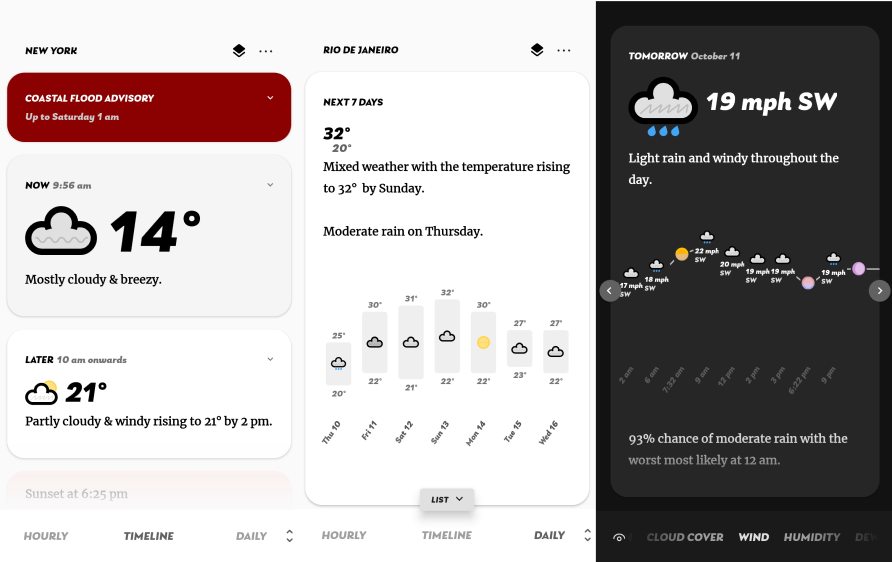 NEW YORK
COASTAL FLOOD ADVISORY
Up to Saturday 1 am
NOW 9:56 am
14°
Mostly cloudy & breezy.
LATER 10 am onwards
21°
Partly cloudy & windy rising to 21° by 2 pm.
Sunset at 6:25 pm
HOURLY TIMELINE DAILY
RIO DE JANEIRO
NEXT 7 DAYS
32°
20°
Mixed weather with the temperature rising
to 32° by Sunday.
Moderate rain on Thursday.
25° 30° 31° 32° 30° 27° 27°
20° 22° 21° 22° 22° 23° 22°
Thu 10 Fri 11 Sat 12 Sun 13 Mon 14 Tue 15 Wed 16
LIST
HOURLY TIMELINE DAILY
TOMORROW October 11
19 mph SW
Light rain and windy throughout the
day.
17 mph SW
18 mph SW
22 mph SW
20 mph SW
19 mph SW
19 mph SW
19 mph SW
2 am 6 am 7:32 am 9 am 12 pm 2 pm 3 pm 6:22 pm 9 pm
93% chance of moderate rain with the
worst most likely at 12 am.
CLOUD COVER WIND HUMIDITY